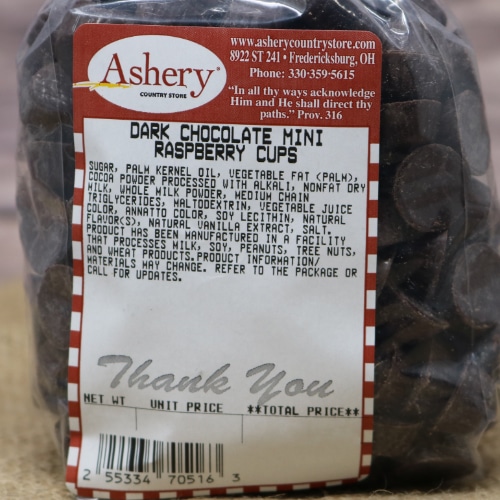 Ashery
COUNTRY STORE
www.asherycountrystore.com
8922 ST 241 • Fredericksburg, OH
Phone: 330·359·5615
“In all thy ways acknowledge
Him and He shall direct thy
paths.” Prov. 316
DARK CHOCOLATE MINI
RASPBERRY CUPS
SUGAR, PALM KERNEL OIL, VEGETABLE FAT (PALM),
COCOA POWDER PROCESSED WITH ALKALI, NONFAT DRY
MILK, WHOLE MILK POWDER, MEDIUM CHAIN
TRIGLYCERIDES, MALTODEXTRIN, VEGETABLE JUICE
COLOR, ANNATTO COLOR, SOY LECITHIN, NATURAL
FLAVOR(S), NATURAL VANILLA EXTRACT, SALT.
PRODUCT HAS BEEN MANUFACTURED IN A FACILITY
THAT PROCESSES MILK, SOY, PEANUTS, TREE NUTS,
AND WHEAT PRODUCTS.PRODUCT INFORMATION/
MATERIALS MAY CHANGE. REFER TO THE PACKAGE OR
CALL FOR UPDATES.
Thank You
NET WT UNIT PRICE **TOTAL PRICE**
2 55334 70516 3